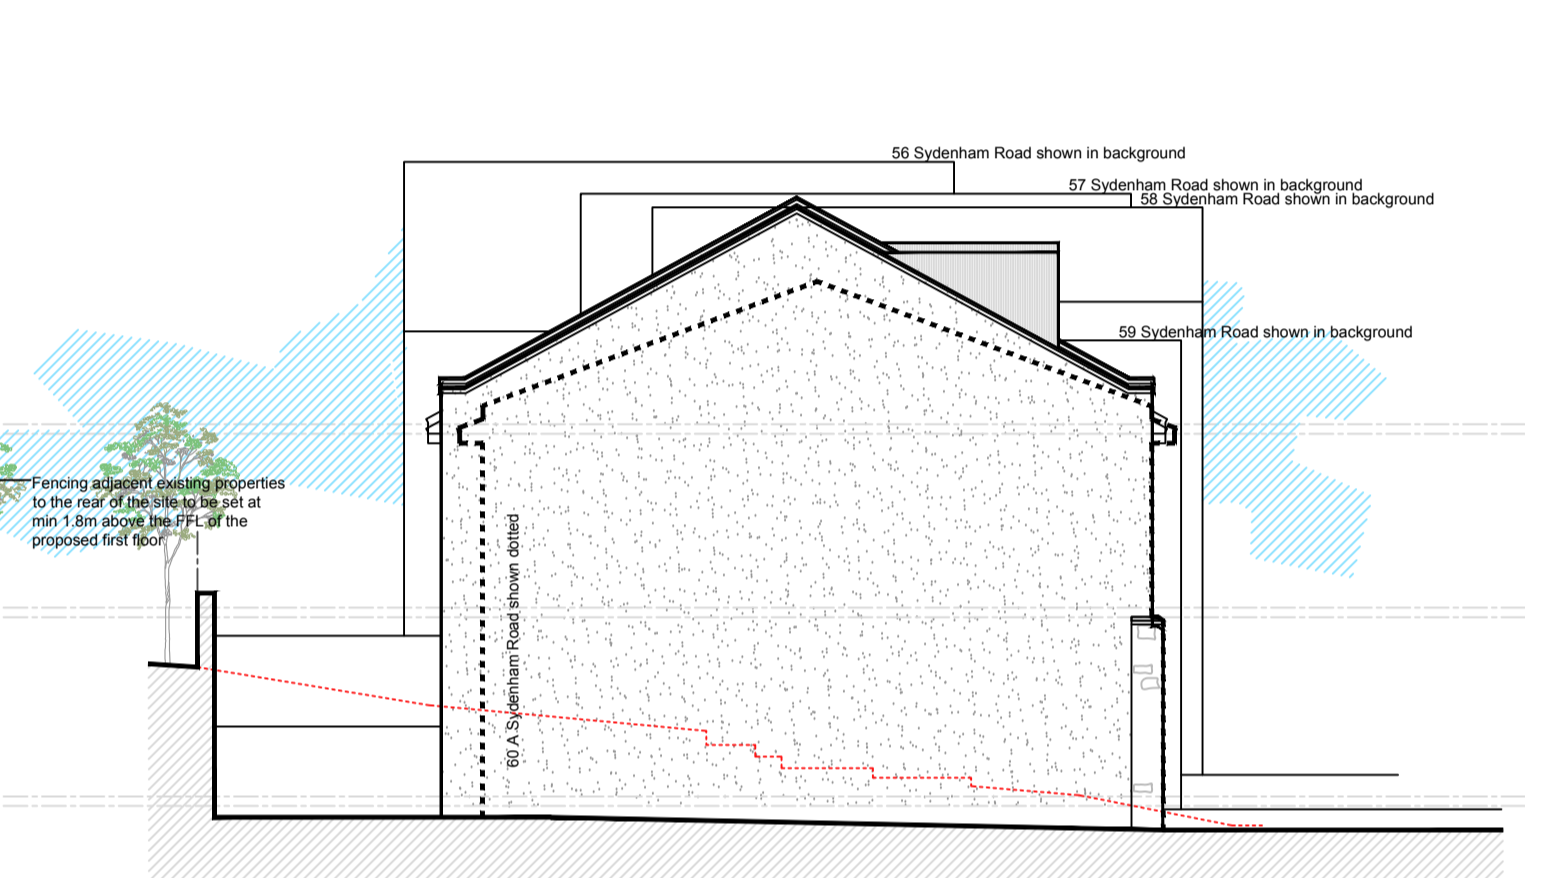 56 Sydenham Road shown in background
57 Sydenham Road shown in background
58 Sydenham Road shown in background
59 Sydenham Road shown in background
Fencing adjacent existing properties
to the rear of the site to be set at
min 1.8m above the FFL of the
proposed first floor
60 A Sydenham Road shown dotted